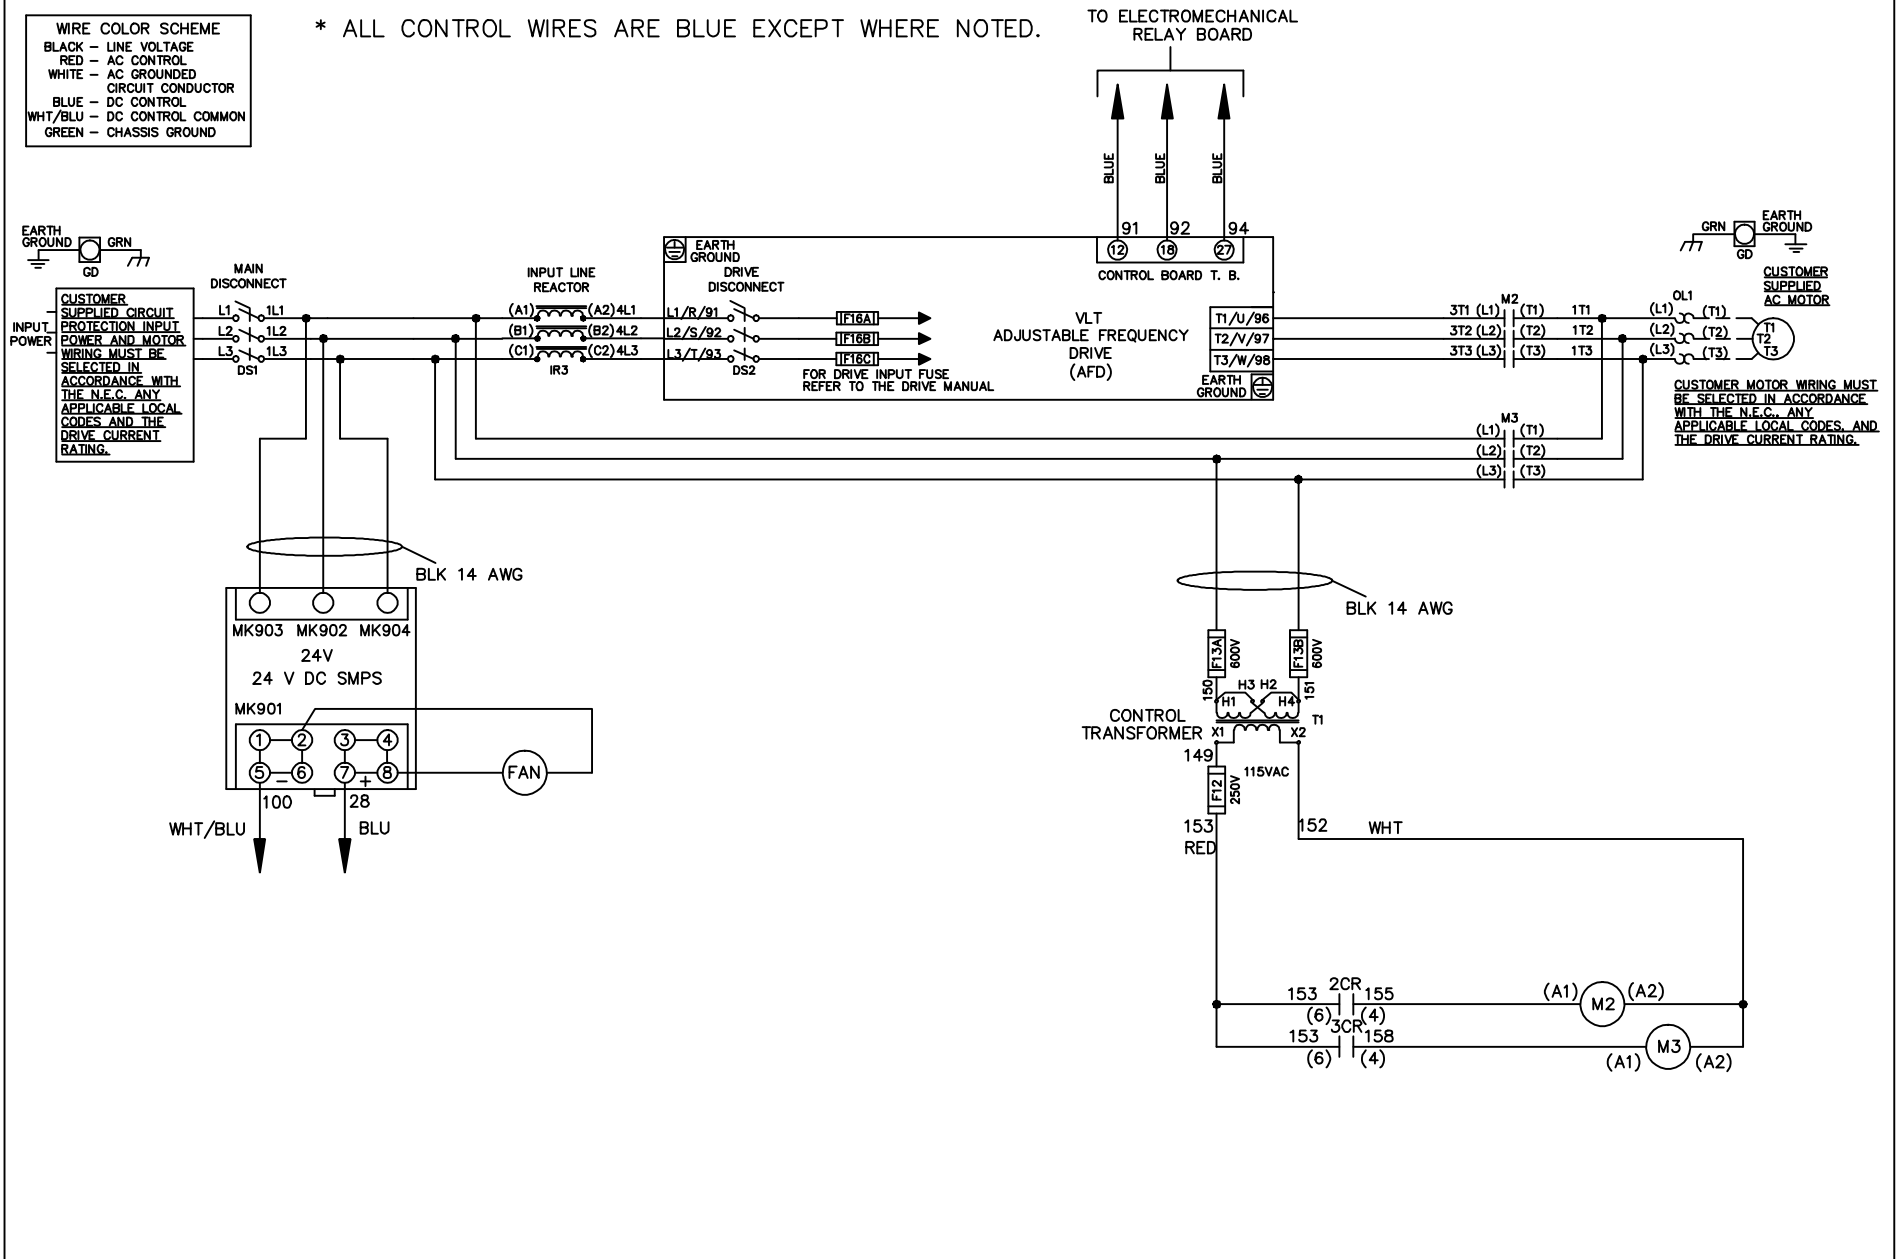 WIRE COLOR SCHEME
BLACK – LINE VOLTAGE
RED – AC CONTROL
WHITE – AC GROUNDED
CIRCUIT CONDUCTOR
BLUE – DC CONTROL
WHT/BLU – DC CONTROL COMMON
GREEN – CHASSIS GROUND
* ALL CONTROL WIRES ARE BLUE EXCEPT WHERE NOTED.
TO ELECTROMECHANICAL
RELAY BOARD
BLUE
BLUE
BLUE
91
92
94
12
18
27
CONTROL BOARD T. B.
EARTH
GROUND
GRN
GD
INPUT
POWER
CUSTOMER
SUPPLIED CIRCUIT
PROTECTION INPUT
POWER AND MOTOR
WIRING MUST BE
SELECTED IN
ACCORDANCE WITH
THE N.E.C. ANY
APPLICABLE LOCAL
CODES AND THE
DRIVE CURRENT
RATING.
MAIN
DISCONNECT
L1 1L1
L2 1L2
L3 1L3
DS1
INPUT LINE
REACTOR
(A1) (A2) 4L1
(B1) (B2) 4L2
(C1) (C2) 4L3
IR3
EARTH
GROUND
DRIVE
DISCONNECT
L1/R/91
L2/S/92
L3/T/93
DS2
F16A
F16B
F16C
FOR DRIVE INPUT FUSE
REFER TO THE DRIVE MANUAL
VLT
ADJUSTABLE FREQUENCY
DRIVE
(AFD)
T1/U/96
T2/V/97
T3/W/98
EARTH
GROUND
M2
3T1 (L1) (T1) 1T1
3T2 (L2) (T2) 1T2
3T3 (L3) (T3) 1T3
M3
(L1) (T1)
(L2) (T2)
(L3) (T3)
GRN
EARTH
GROUND
GD
CUSTOMER
SUPPLIED
AC MOTOR
OL1
(L1) (T1)
(L2) (T2)
(L3) (T3)
T1
T2
T3
CUSTOMER MOTOR WIRING MUST
BE SELECTED IN ACCORDANCE
WITH THE N.E.C., ANY
APPLICABLE LOCAL CODES, AND
THE DRIVE CURRENT RATING.
BLK 14 AWG
MK903 MK902 MK904
24V
24 V DC SMPS
MK901
1 2 3 4
5 – 6 7 + 8
FAN
100
28
WHT/BLU
BLU
BLK 14 AWG
F13A
600V
F13B
600V
150
151
H3 H2
H1 H4
CONTROL
TRANSFORMER
T1
X1 X2
149
115VAC
F12
250V
153
RED
152
WHT
153 2CR 155
(6) (4)
(A1) M2 (A2)
153 3CR 158
(6) (4)
(A1) M3 (A2)